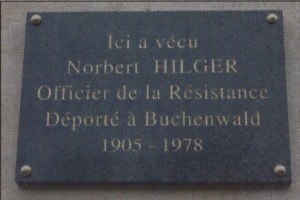 Ici a vécu
Norbert HILGER
Officier de la Résistance
Déporté à Buchenwald
1905 - 1978